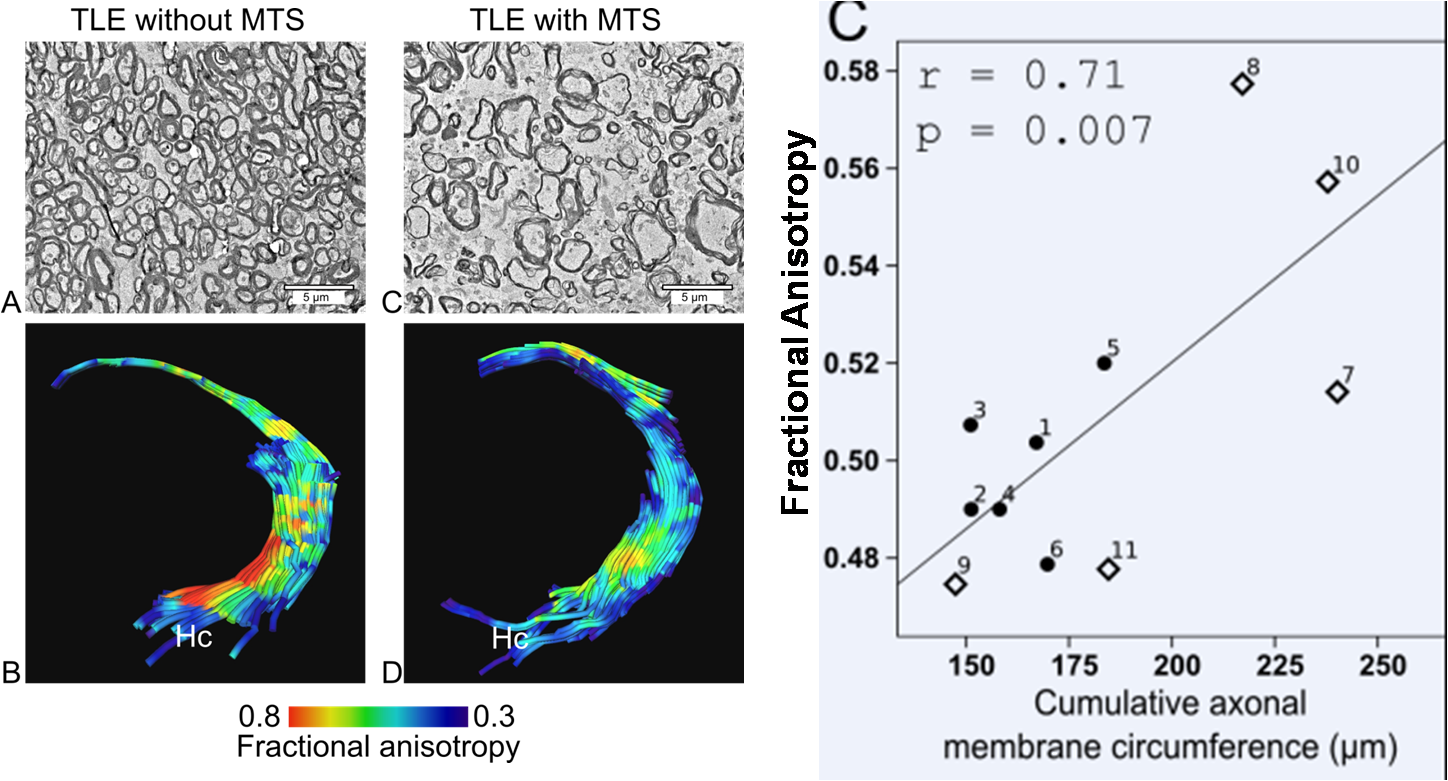 TLE without MTS
TLE with MTS
A
5 µm
C
5 µm
B
Hc
D
Hc
0.8
0.3
Fractional anisotropy
C
r = 0.71
p = 0.007
Fractional Anisotropy
0.58
0.56
0.54
0.52
0.50
0.48
8
10
5
7
3
1
2
4
6
11
9
150
175
200
225
250
Cumulative axonal
membrane circumference (µm)